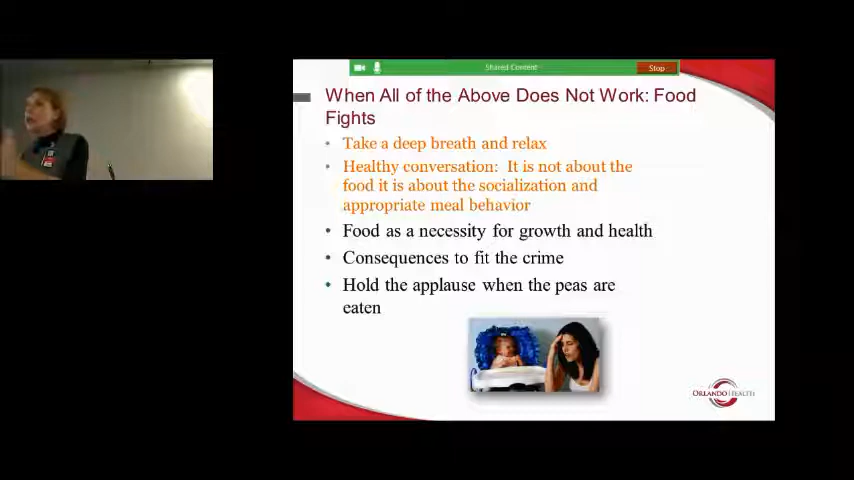 Shared Content
Stop
When All of the Above Does Not Work: Food
Fights
• Take a deep breath and relax
• Healthy conversation: It is not about the
food it is about the socialization and
appropriate meal behavior
• Food as a necessity for growth and health
• Consequences to fit the crime
• Hold the applause when the peas are
eaten
ORLANDO HEALTH